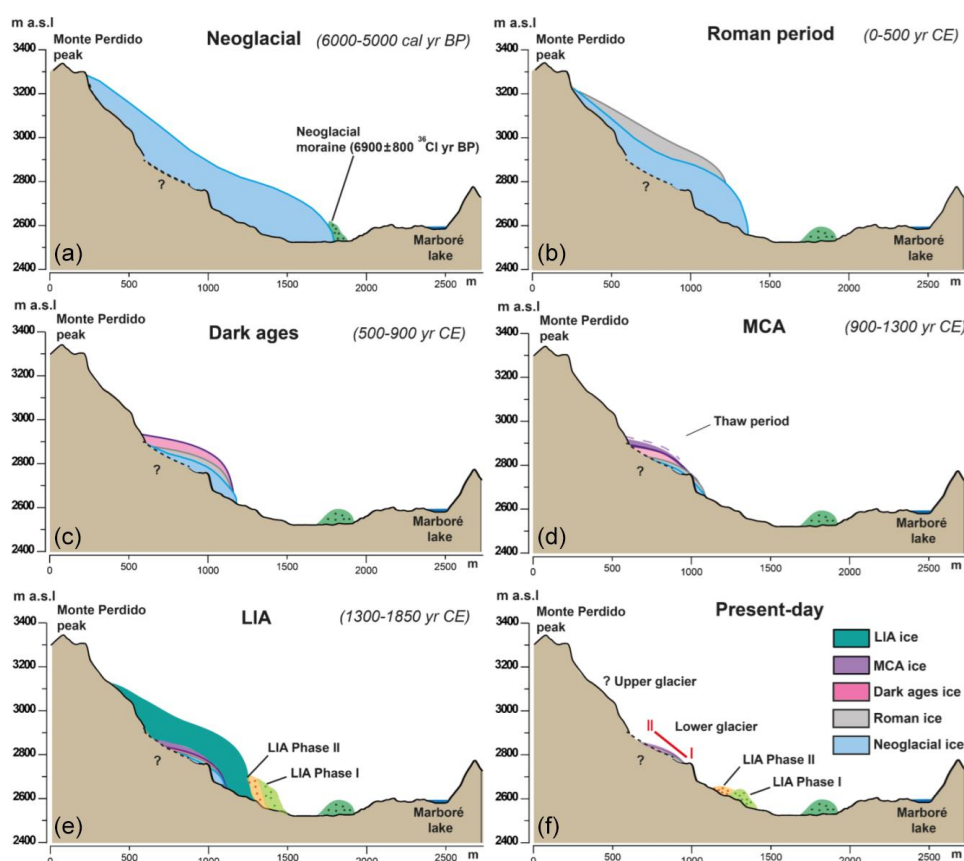 m a.s.l
Neoglacial (6000-5000 cal yr BP)
Monte Perdido
peak
3400
3200
3000
2800
2600
2400
Neoglacial
moraine (6900±800 ³⁶Cl yr BP)
?
Marboré
lake
(a)
0 500 1000 1500 2000 2500 m
m a.s.l
Roman period (0-500 yr CE)
Monte Perdido
peak
3400
3200
3000
2800
2600
2400
?
Marboré
lake
(b)
0 500 1000 1500 2000 2500 m
m a.s.l
Dark ages (500-900 yr CE)
Monte Perdido
peak
3400
3200
3000
2800
2600
2400
?
Marboré
lake
(c)
0 500 1000 1500 2000 2500 m
m a.s.l
MCA (900-1300 yr CE)
Monte Perdido
peak
3400
3200
3000
2800
2600
2400
Thaw period
?
Marboré
lake
(d)
0 500 1000 1500 2000 2500 m
m a.s.l
LIA (1300-1850 yr CE)
Monte Perdido
peak
3400
3200
3000
2800
2600
2400
LIA Phase II
LIA Phase I
?
Marboré
lake
(e)
0 500 1000 1500 2000 2500 m
m a.s.l
Present-day
Monte Perdido
peak
3400
3200
3000
2800
2600
2400
? Upper glacier
II
Lower glacier
I
?
LIA Phase II
LIA Phase I
LIA ice
MCA ice
Dark ages ice
Roman ice
Neoglacial ice
Marboré
lake
(f)
0 500 1000 1500 2000 2500 m